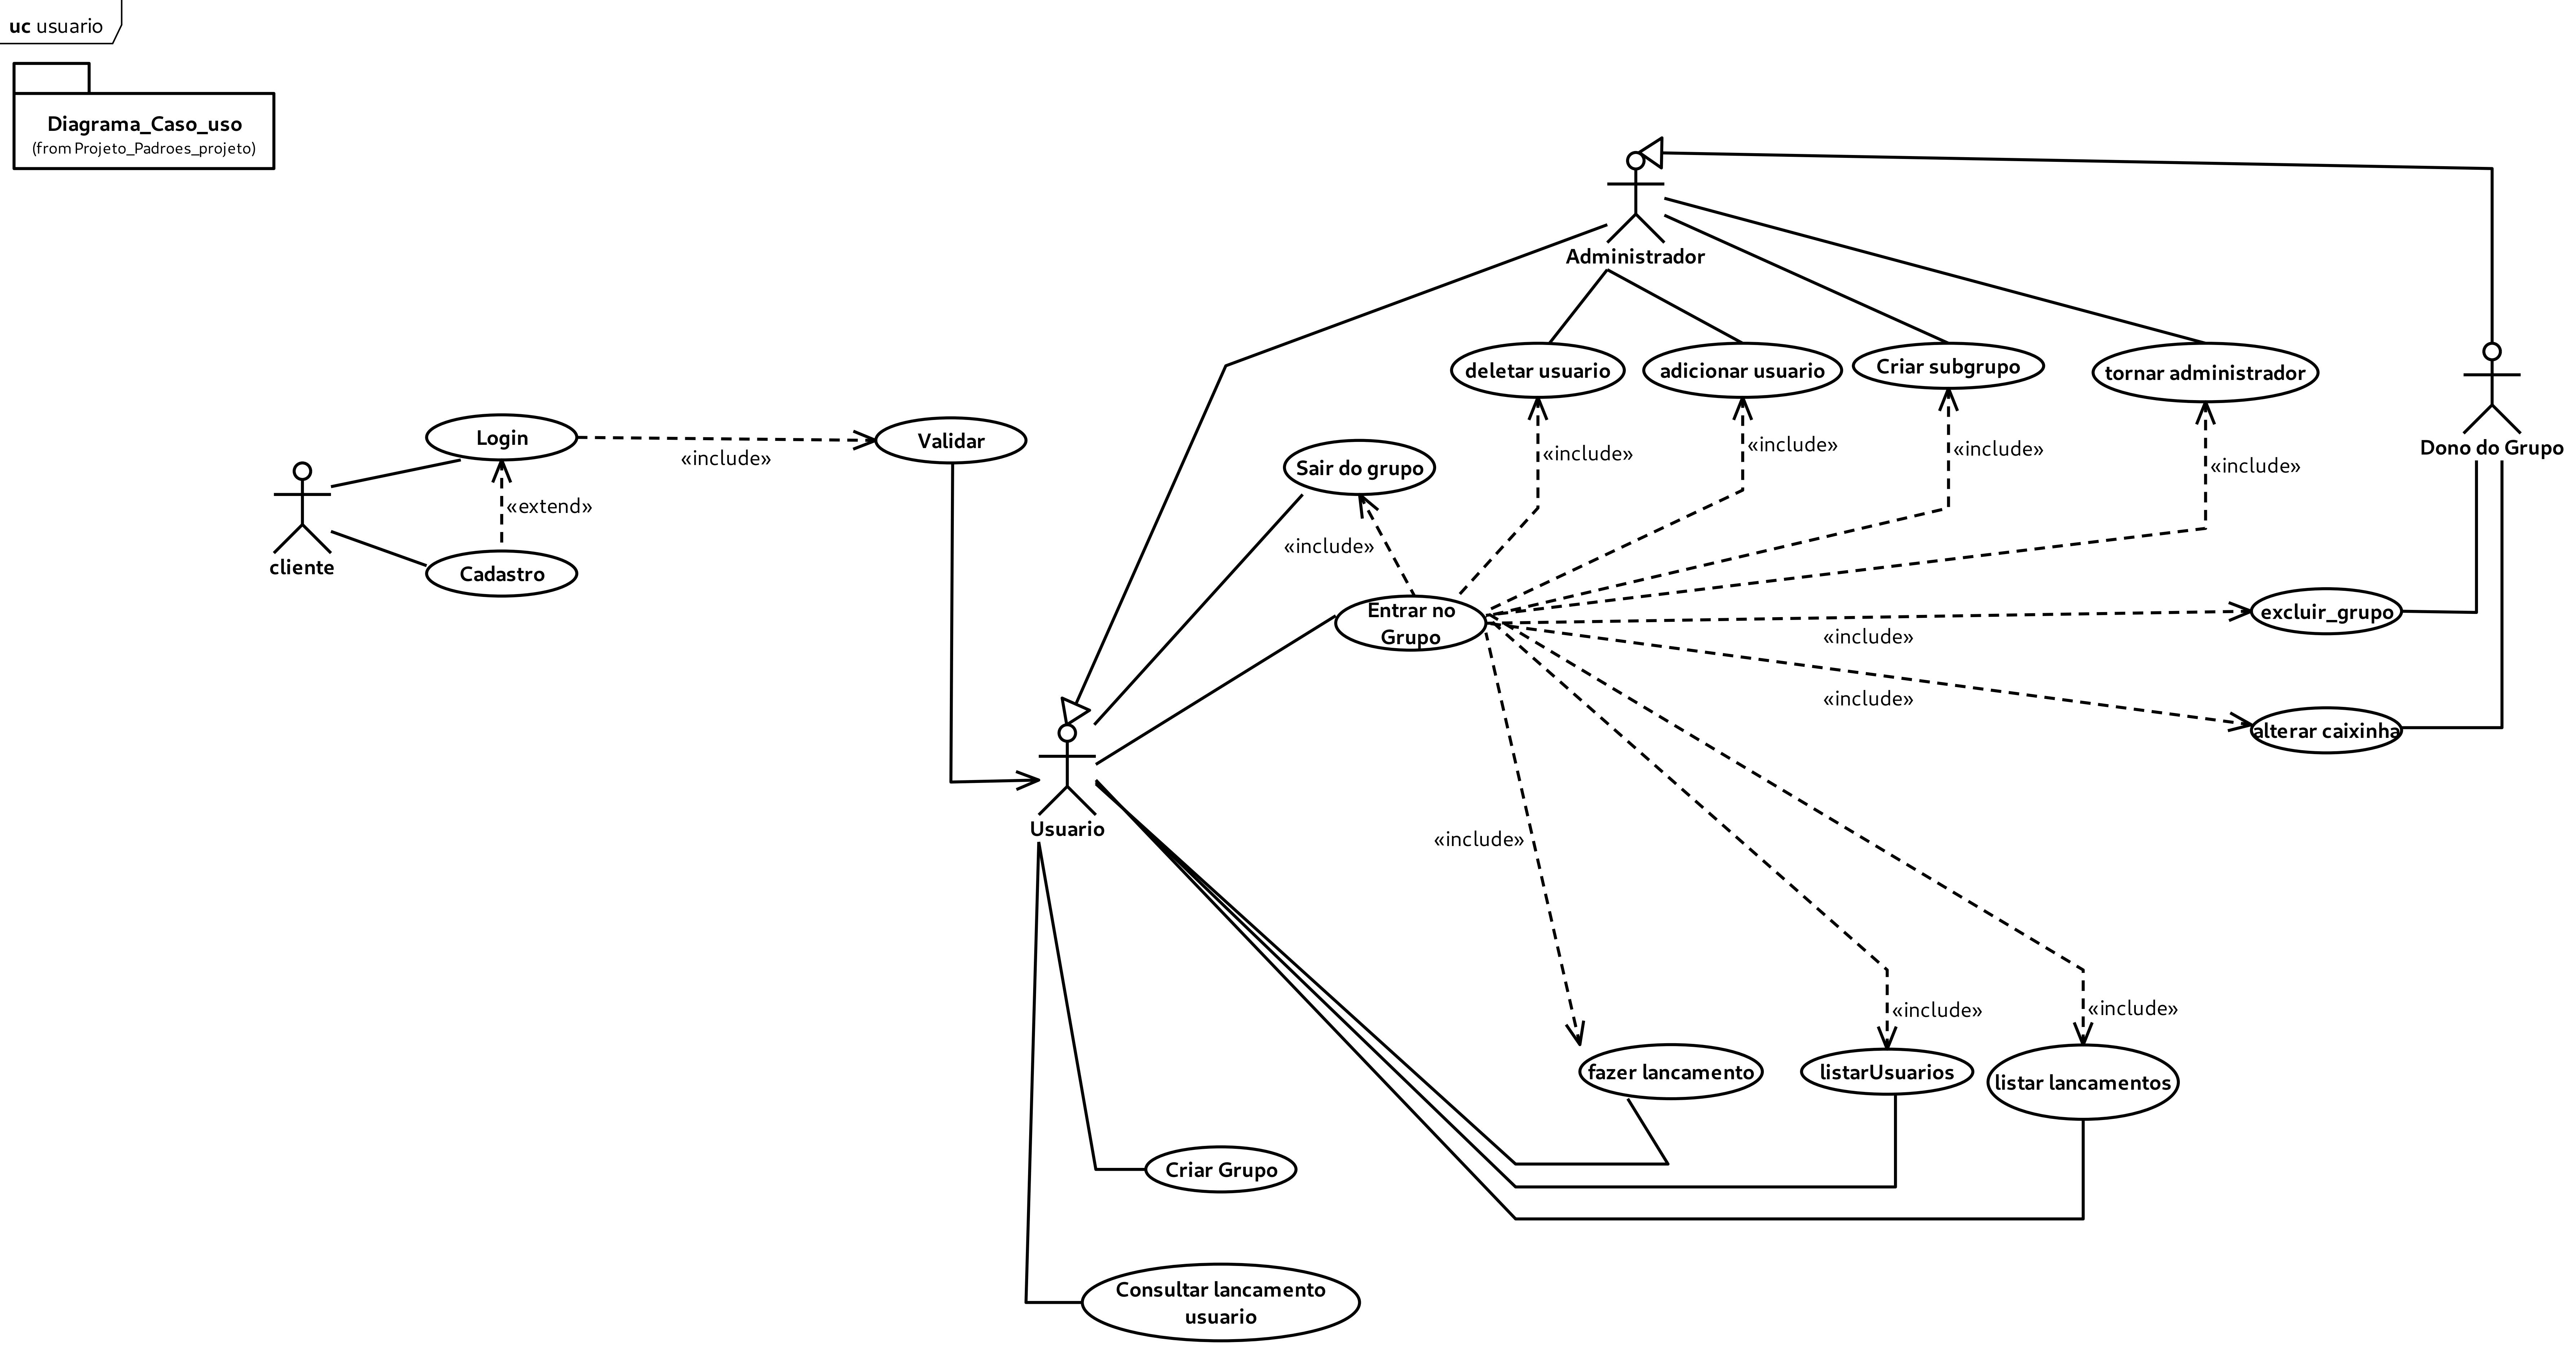 uc usuario
Diagrama_Caso_uso
(from Projeto_Padroes_projeto)
Administrador
deletar usuario
adicionar usuario
Criar subgrupo
tornar administrador
Dono do Grupo
Login
«include»
Validar
Sair do grupo
«include»
«include»
«include»
«include»
«extend»
cliente
Cadastro
«include»
Entrar no
Grupo
excluir_grupo
«include»
«include»
alterar caixinha
Usuario
«include»
«include»
«include»
fazer lancamento
listarUsuarios
listar lancamentos
Criar Grupo
Consultar lancamento
usuario